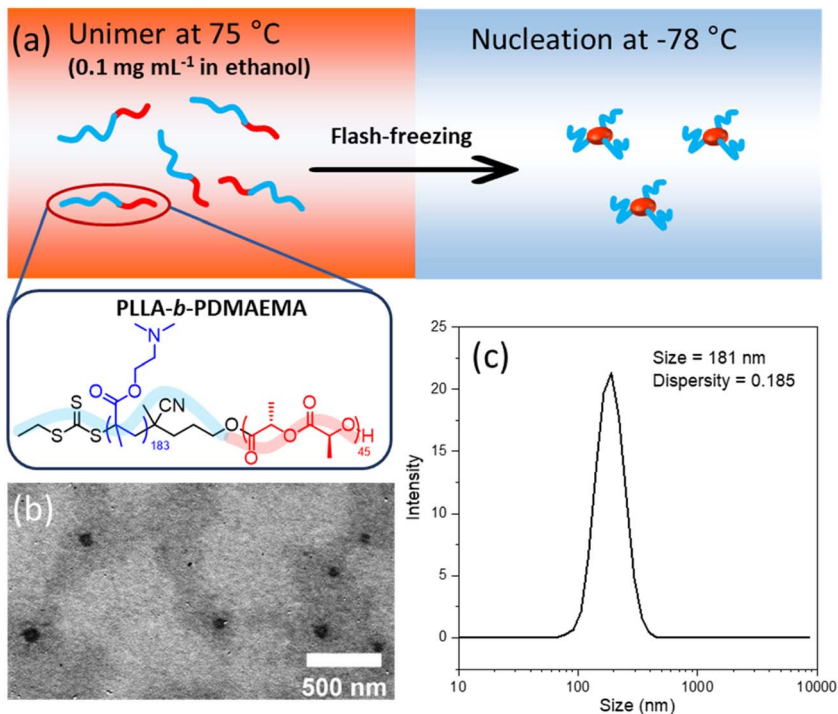 (a) Unimer at 75 °C
(0.1 mg mL⁻¹ in ethanol)
Nucleation at -78 °C
Flash-freezing
PLLA-b-PDMAEMA
N
O
O
S
S
S
183
CN
O
O
O
O
O
H
45
(b)
500 nm
(c)
Size = 181 nm
Dispersity = 0.185
Intensity
25
20
15
10
5
0
10
100
1000
10000
Size (nm)